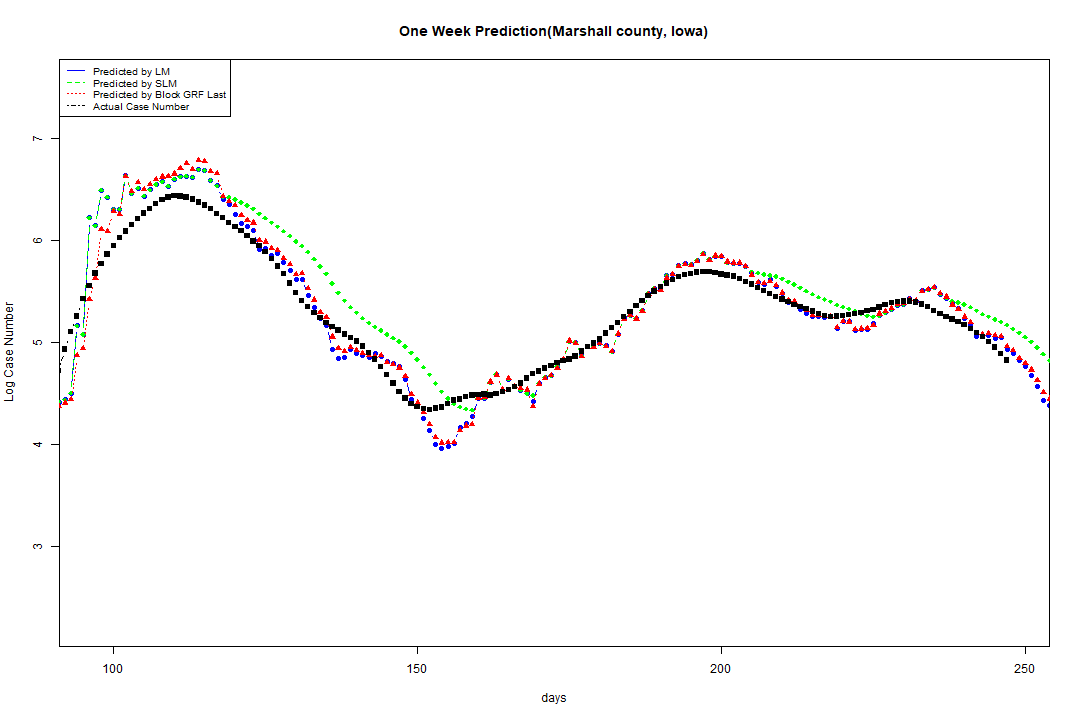 One Week Prediction(Marshall county, Iowa)
Predicted by LM
Predicted by SLM
Predicted by Block GRF Last
Actual Case Number
7
6
5
4
3
Log Case Number
100 150 200 250
days